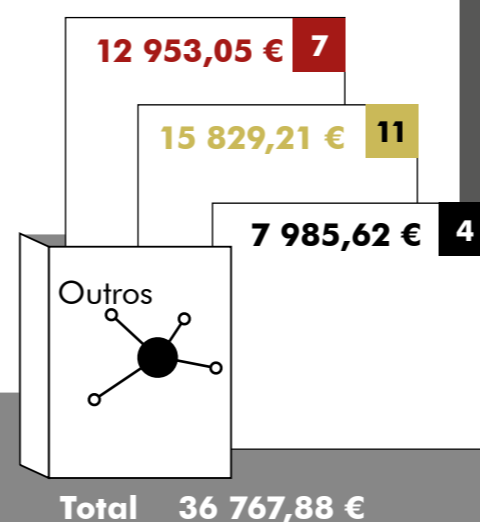 12 953,05 € 7
15 829,21 € 11
7 985,62 € 4
Outros
Total 36 767,88 €